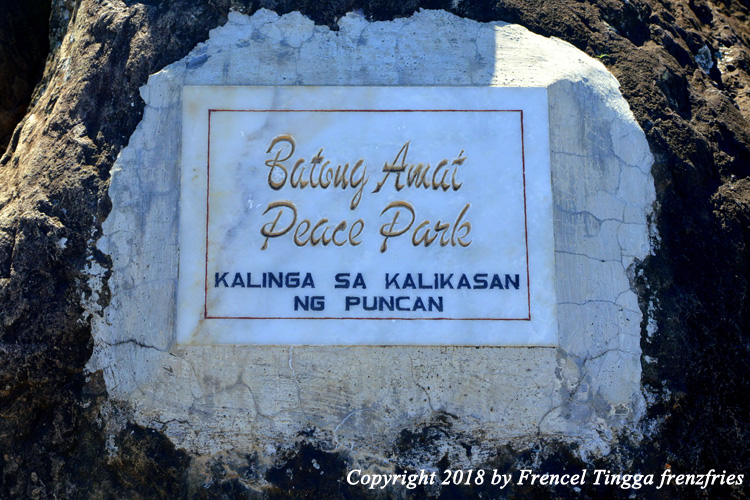 Batong Amat
Peace Park
KALINGA SA KALIKASAN
NG PUNCAN
Copyright 2018 by Frencel Tingga frenzfries